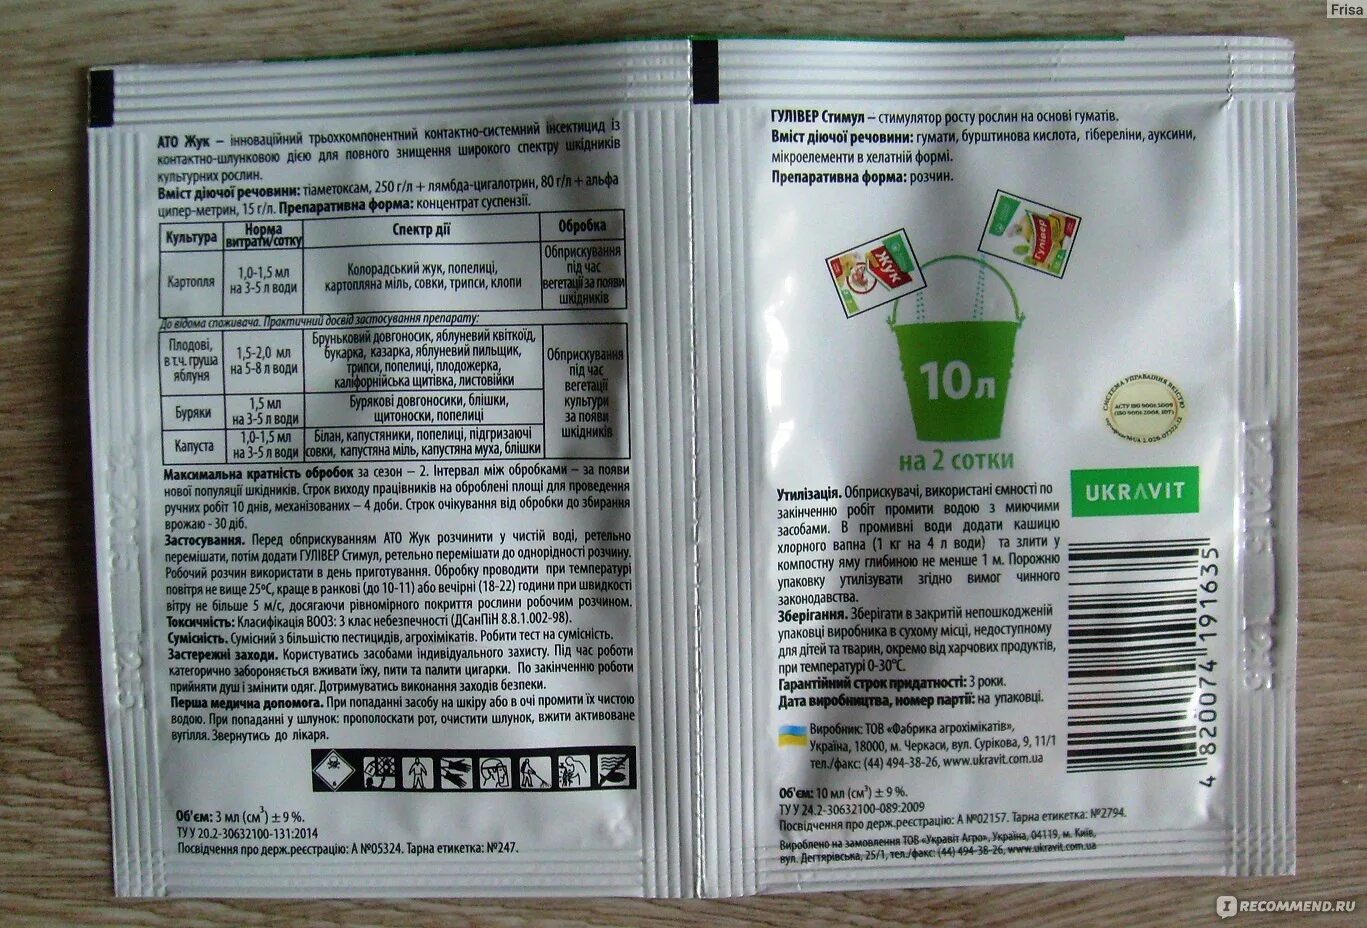 Frisa
АТО Жук – інноваційний трьохкомпонентний контактно-системний інсектицид із
контактно-шлунковою дією для повного знищення широкого спектру шкідників
культурних рослин.
Вміст діючої речовини: тіаметоксам, 250 г/л + лямбда-цигалотрин, 80 г/л + альфа
ципер-метрин, 15 г/л. Препаративна форма: концентрат суспензії.
Культура
Норма
витрати/сотку
Спектр дії
Обробка
Картопля
1,0-1,5 мл
на 3-5 л води
Колорадський жук, попелиці,
картопляна міль, совки, трипси, клопи
Обприскування
під час
вегетації за появи
шкідників
До відома споживача. Практичний досвід застосування препарату:
Плодові,
в т.ч. груша
яблуня
1,5-2,0 мл
на 5-8 л води
Бруньковий довгоносик, яблуневий квіткоїд,
букарка, казарка, яблуневий пильщик,
трипси, попелиці, плодожерка,
каліфорнійська щитівка, листовійки
Обприскування
під час
вегетації
культури
за появи
шкідників
Буряки
1,5 мл
на 3-5 л води
Бурякові довгоносики, блішки,
щитоноски, попелиці
Капуста
1,0-1,5 мл
на 3-5 л води
Білан, капустяники, попелиці, підгризаючі
совки, капустяна міль, капустяна муха, блішки
Максимальна кратність обробок за сезон – 2. Інтервал між обробками – за появи
нової популяції шкідників. Строк виходу працівників на оброблені площі для проведення
ручних робіт 10 днів, механізованих – 4 доби. Строк очікування від обробки до збирання
врожаю - 30 діб.
Застосування. Перед обприскуванням АТО Жук розчинити у чистій воді, ретельно
перемішати, потім додати ГУЛІВЕР Стимул, ретельно перемішати до однорідності розчину.
Робочий розчин використати в день приготування. Обробку проводити при температурі
повітря не вище 25ºС, краще в ранкові (до 10-11) або вечірні (18-22) години при швидкості
вітру не більше 5 м/с, досягаючи рівномірного покриття рослини робочим розчином.
Токсичність: Класифікація ВООЗ: 3 клас небезпечності (ДСанПіН 8.8.1.002-98).
Сумісність. Сумісний з більшістю пестицидів, агрохімікатів. Робити тест на сумісність.
Застережні заходи. Користуватись засобами індивідуального захисту. Під час роботи
категорично забороняється вживати їжу, пити та палити цигарки. По закінченню роботи
прийняти душ і змінити одяг. Дотримуватись виконання заходів безпеки.
Перша медична допомога. При попаданні засобу на шкіру або в очі промити їх чистою
водою. При попаданні у шлунок: прополоскати рот, очистити шлунок, вжити активоване
вугілля. Звернутись до лікаря.
Об'єм: 3 мл (см³) ± 9 %.
ТУ У 20.2-30632100-131:2014
Посвідчення про держ.реєстрацію: А №05324. Тарна етикетка: №247.
ГУЛІВЕР Стимул – стимулятор росту рослин на основі гуматів.
Вміст діючої речовини: гумати, бурштинова кислота, гібереліни, ауксини,
мікроелементи в хелатній формі.
Препаративна форма: розчин.
Жук
Гулівер
10 л
на 2 сотки
СИСТЕМА УПРАВЛІННЯ ЯКІСТЮ
ДСТУ ISO 9001:2009
(ISO 9001:2008, IDT)
UKRAVIT
Утилізація. Обприскувачі, використані ємності по
закінченню робіт промити водою з миючими
засобами. В промивні води додати кашицю
хлорного вапна (1 кг на 4 л води) та злити у
компостну яму глибиною не менше 1 м. Порожню
упаковку утилізувати згідно вимог чинного
законодавства.
Зберігання. Зберігати в закритій непошкодженій
упаковці виробника в сухому місці, недоступному
для дітей та тварин, окремо від харчових продуктів,
при температурі 0-30ºС.
Гарантійний строк придатності: 3 роки.
Дата виробництва, номер партії: на упаковці.
Виробник: ТОВ «Фабрика агрохімікатів»,
Україна, 18000, м. Черкаси, вул. Сурікова, 9, 11/1
тел./факс: (44) 494-38-26, www.ukravit.com.ua
4 820074 191635
Об'єм: 10 мл (см³) ± 9 %.
ТУ У 24.2-30632100-089:2009
Посвідчення про держ.реєстрацію: А №02157. Тарна етикетка: №2794.
Вироблено на замовлення ТОВ «Укравіт Агро», Україна, 04119, м. Київ,
вул. Дегтярівська, 25/1, тел./факс: (44) 494-38-26, www.ukravit.com.ua
IRECOMMEND.RU